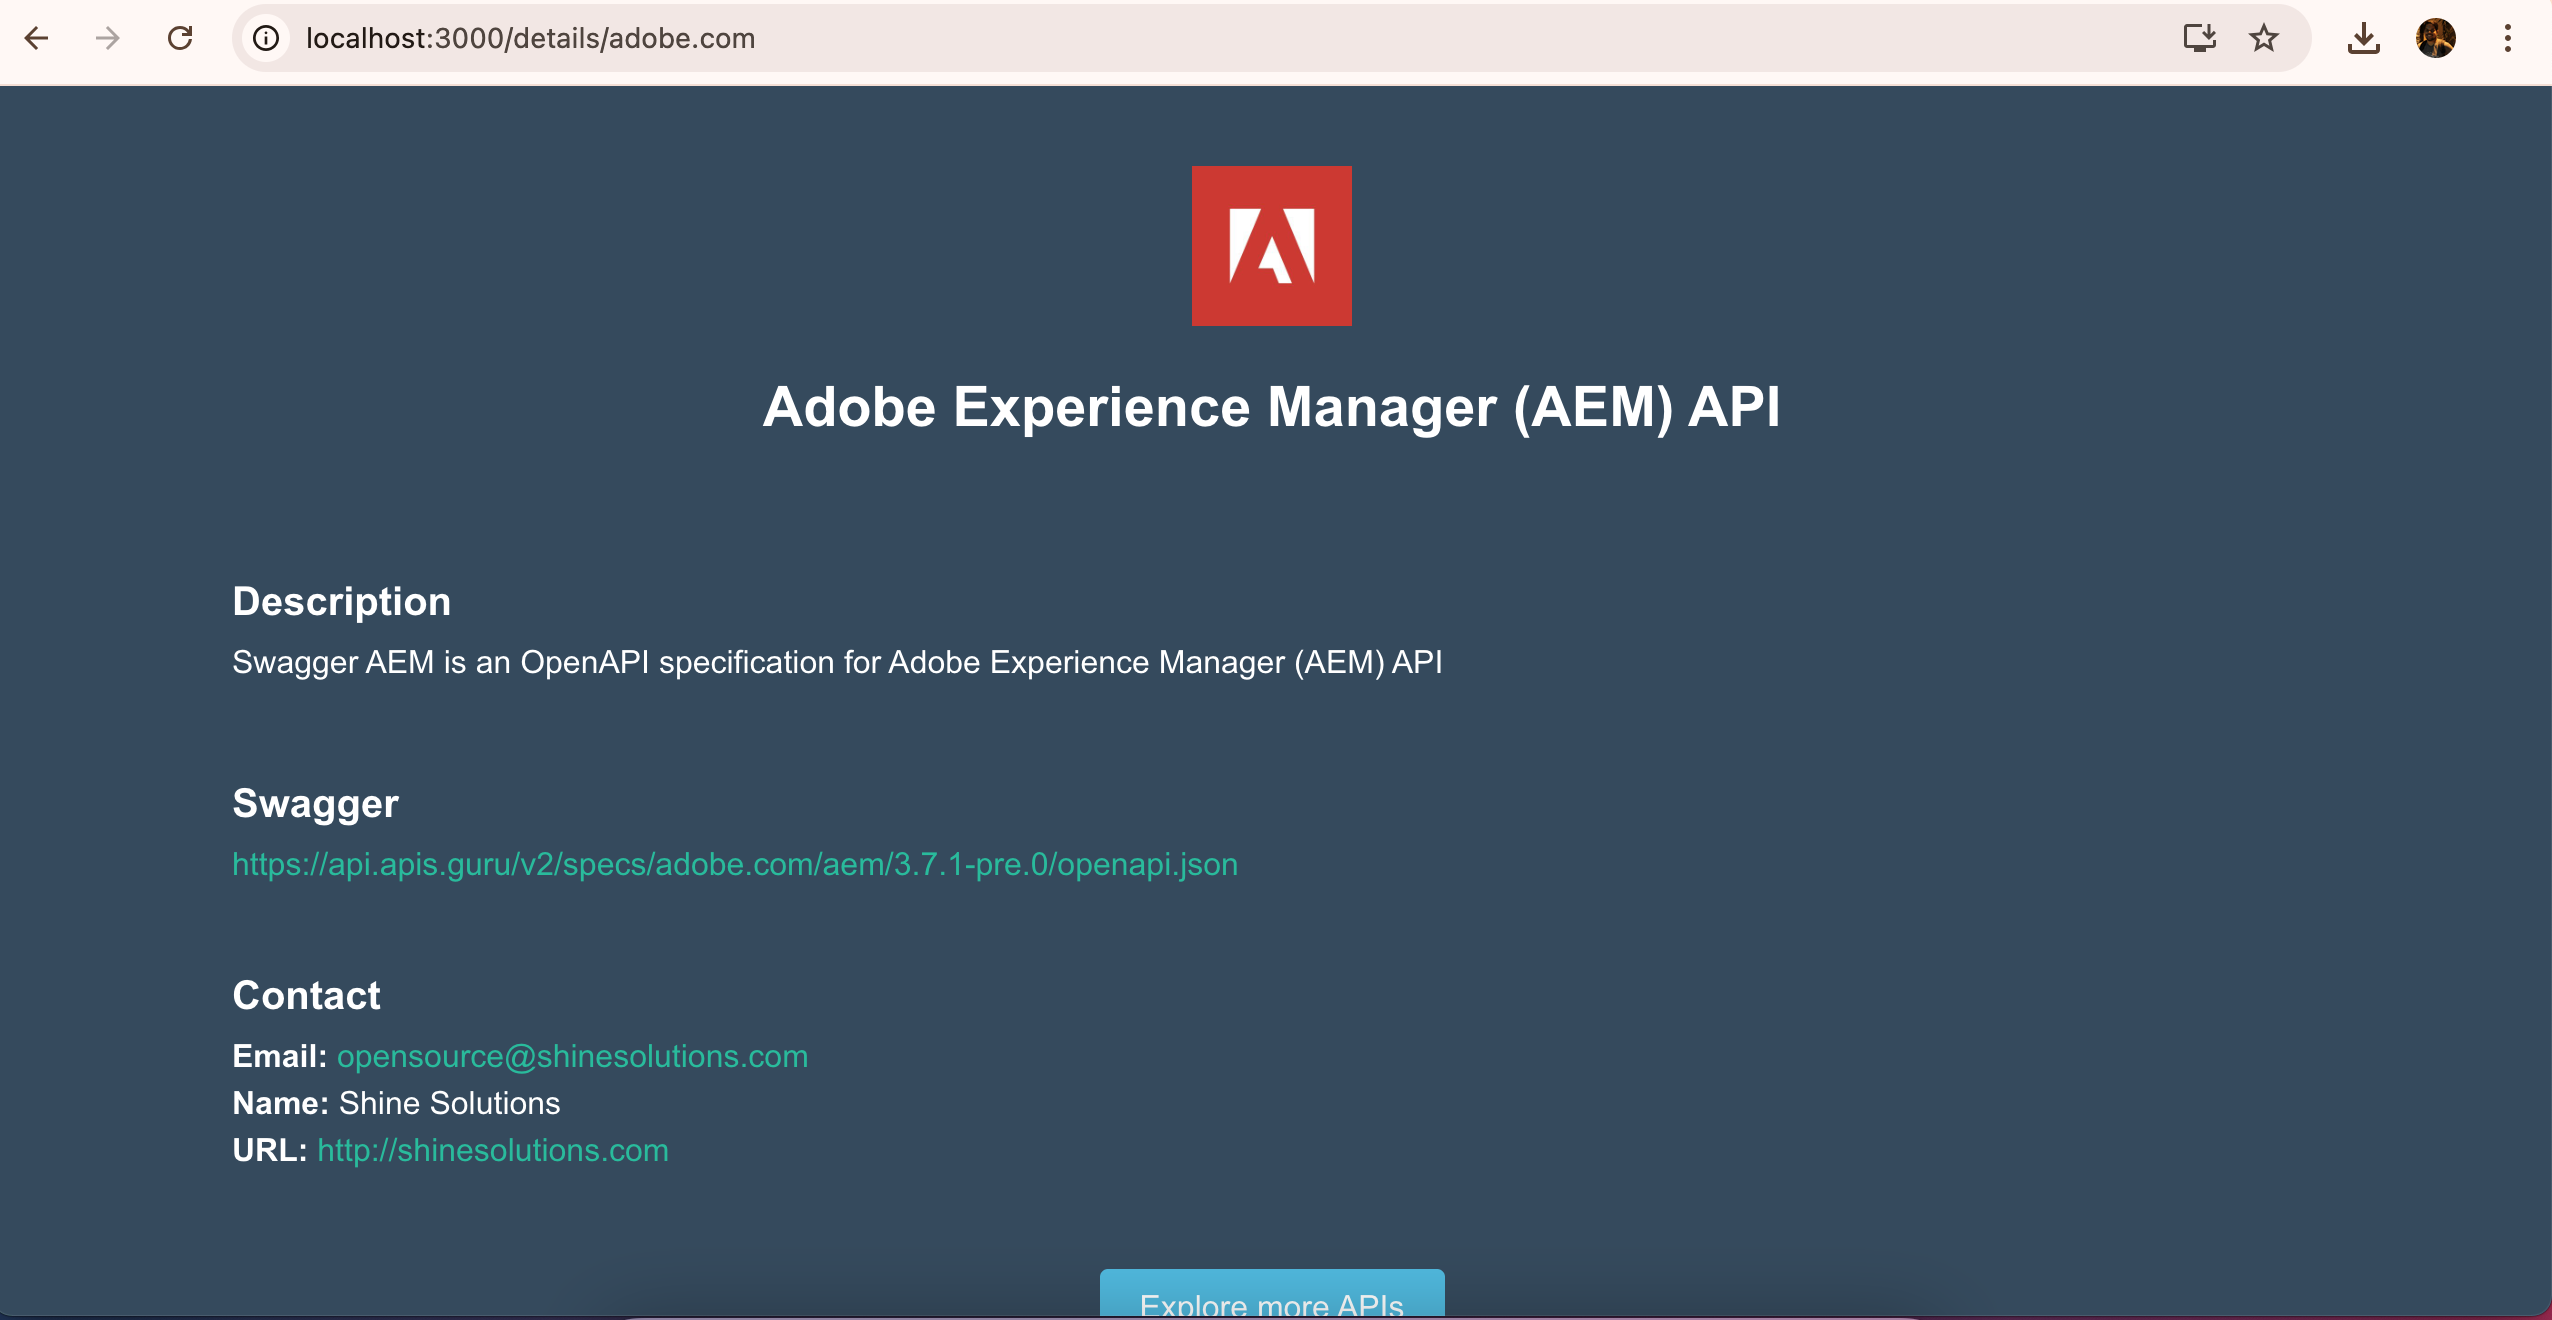 localhost:3000/details/adobe.com
Adobe Experience Manager (AEM) API
Description
Swagger AEM is an OpenAPI specification for Adobe Experience Manager (AEM) API
Swagger
https://api.apis.guru/v2/specs/adobe.com/aem/3.7.1-pre.0/openapi.json
Contact
Email: opensource@shinesolutions.com
Name: Shine Solutions
URL: http://shinesolutions.com
Explore more APIs